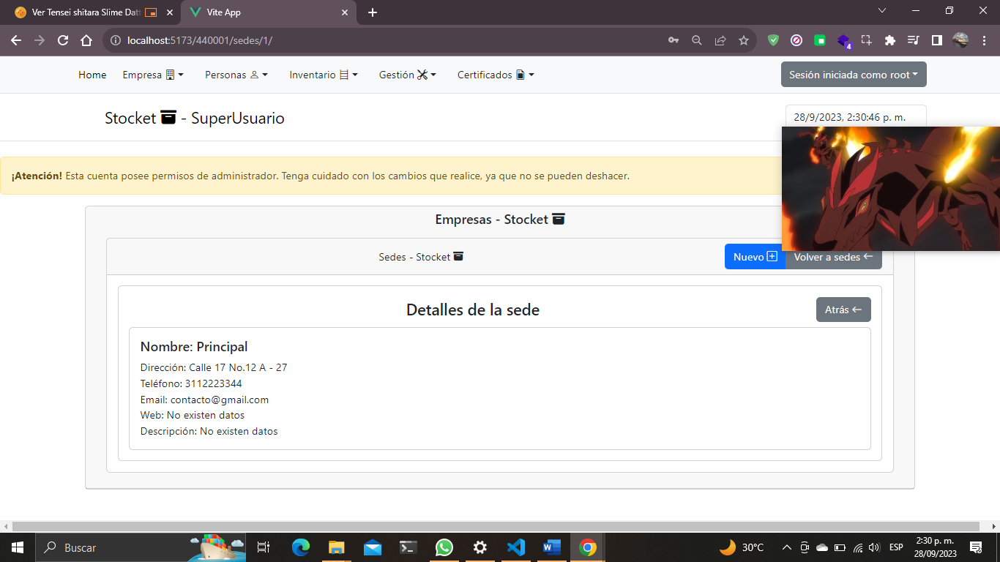 Ver Tensei shitara Slime Datt
Vite App
localhost:5173/440001/sedes/1/
4
Home
Empresa
Personas
Inventario
Gestión
Certificados
Sesión iniciada como root
Stocket - SuperUsuario
28/9/2023, 2:30:46 p. m.
¡Atención! Esta cuenta posee permisos de administrador. Tenga cuidado con los cambios que realice, ya que no se pueden deshacer.
Empresas - Stocket
Sedes - Stocket
Nuevo
Volver a sedes
Detalles de la sede
Atrás
Nombre: Principal
Dirección: Calle 17 No.12 A - 27
Teléfono: 3112223344
Email: contacto@gmail.com
Web: No existen datos
Descripción: No existen datos
Buscar
30°C
ESP
2:30 p. m.
28/09/2023